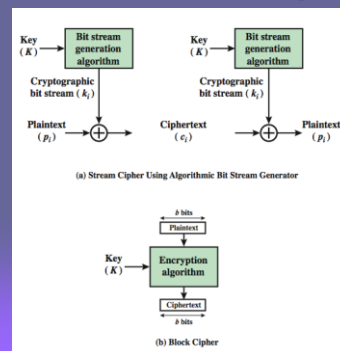 Key
(K)
Bit stream
generation
algorithm
Cryptographic
bit stream (kᵢ)
Plaintext
(pᵢ)
Key
(K)
Bit stream
generation
algorithm
Cryptographic
bit stream (kᵢ)
Ciphertext
(cᵢ)
Plaintext
(pᵢ)
(a) Stream Cipher Using Algorithmic Bit Stream Generator
b bits
Plaintext
Key
(K)
Encryption
algorithm
Ciphertext
b bits
(b) Block Cipher